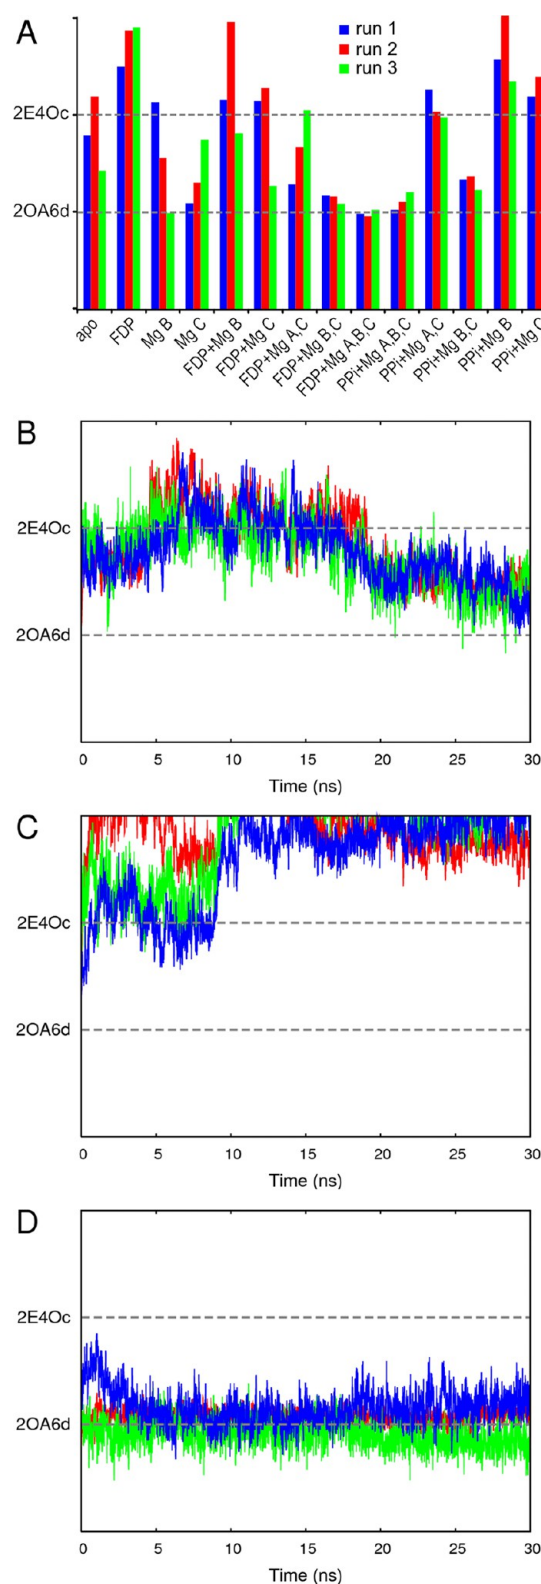 A
run 1
run 2
run 3
2E4Oc
2OA6d
apo
FDP
Mg B
Mg C
FDP+Mg B
FDP+Mg C
FDP+Mg A,C
FDP+Mg B,C
FDP+Mg A,B,C
PPi+Mg A,B,C
PPi+Mg A,C
PPi+Mg B,C
PPi+Mg B
PPi+Mg C
B
2E4Oc
2OA6d
0 5 10 15 20 25 30
Time (ns)
C
2E4Oc
2OA6d
0 5 10 15 20 25 30
Time (ns)
D
2E4Oc
2OA6d
0 5 10 15 20 25 30
Time (ns)